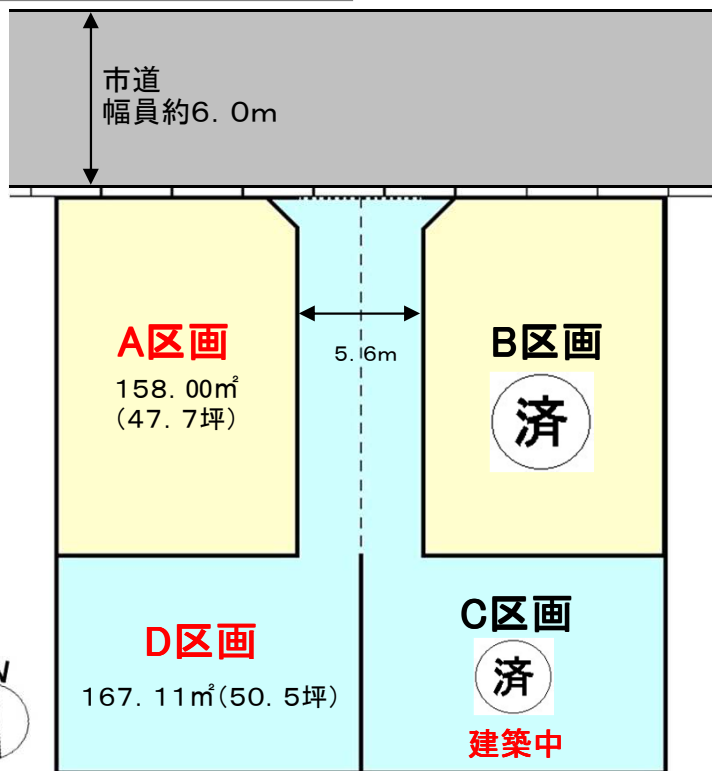 市道
幅員約6.0m
5.6m
A区画
158.00㎡
(47.7坪)
B区画
済
D区画
167.11㎡(50.5坪)
C区画
済
建築中
N